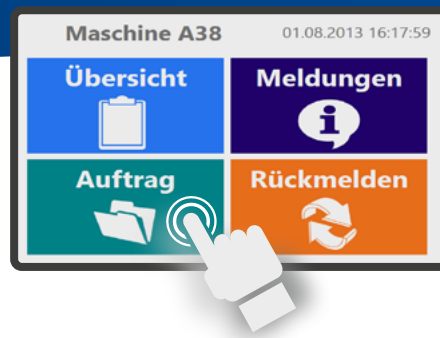 Maschine A38 01.08.2013 16:17:59
Übersicht Meldungen
Auftrag Rückmelden